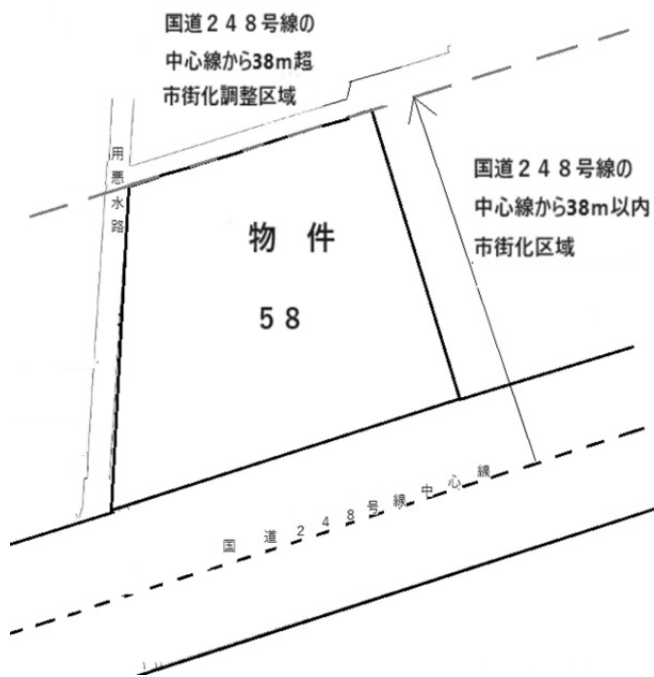 国道２４８号線の
中心線から38m超
市街化調整区域
用悪水路
国道２４８号線の
中心線から38m以内
市街化区域
物　件
５８
国道２４８号線中心線